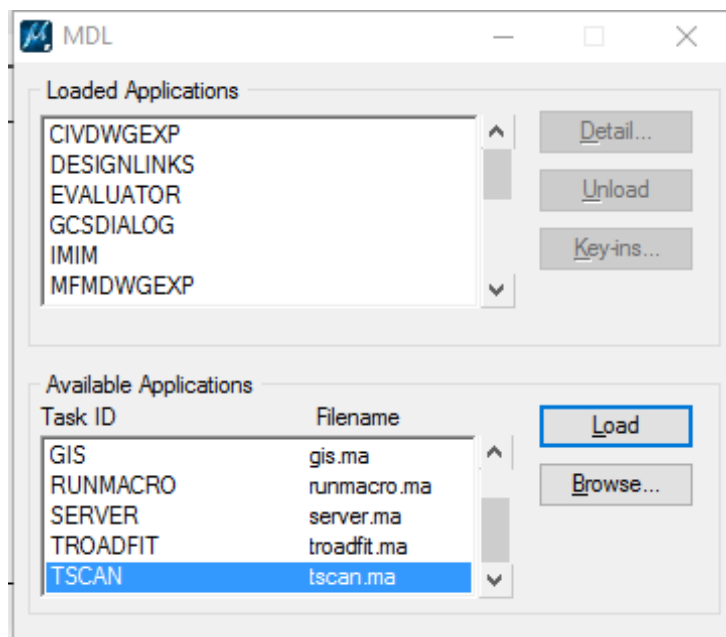 MDL
Loaded Applications
CIVDWGEXP
DESIGNLINKS
EVALUATOR
GCSDIALOG
IMIM
MFMDWGEXP
Detail...
Unload
Key-ins...
Available Applications
Task ID Filename
GIS gis.ma
RUNMACRO runmacro.ma
SERVER server.ma
TROADFIT troadfit.ma
TSCAN tscan.ma
Load
Browse...